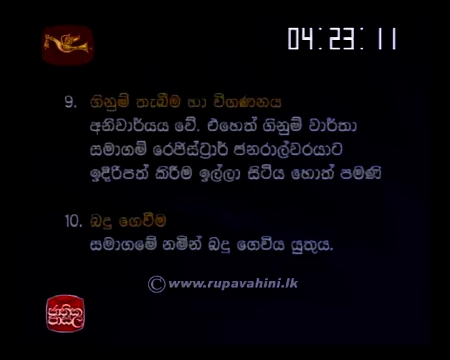 04:23:11
9. ගිනුම් තැබීම හා විගණනය
අනිවාර්යය වේ. එහෙත් ගිනුම් වාර්තා
සමාගම් රෙජිස්ට්‍රාර් ජනරාල්වරයාට
ඉදිරිපත් කිරීම ඉල්ලා සිටිය හොත් පමණි
10. බදු ගෙවීම
සමාගමේ නමින් බදු ගෙවිය යුතුය.
© www.rupavahini.lk
ජාතික
පාසල